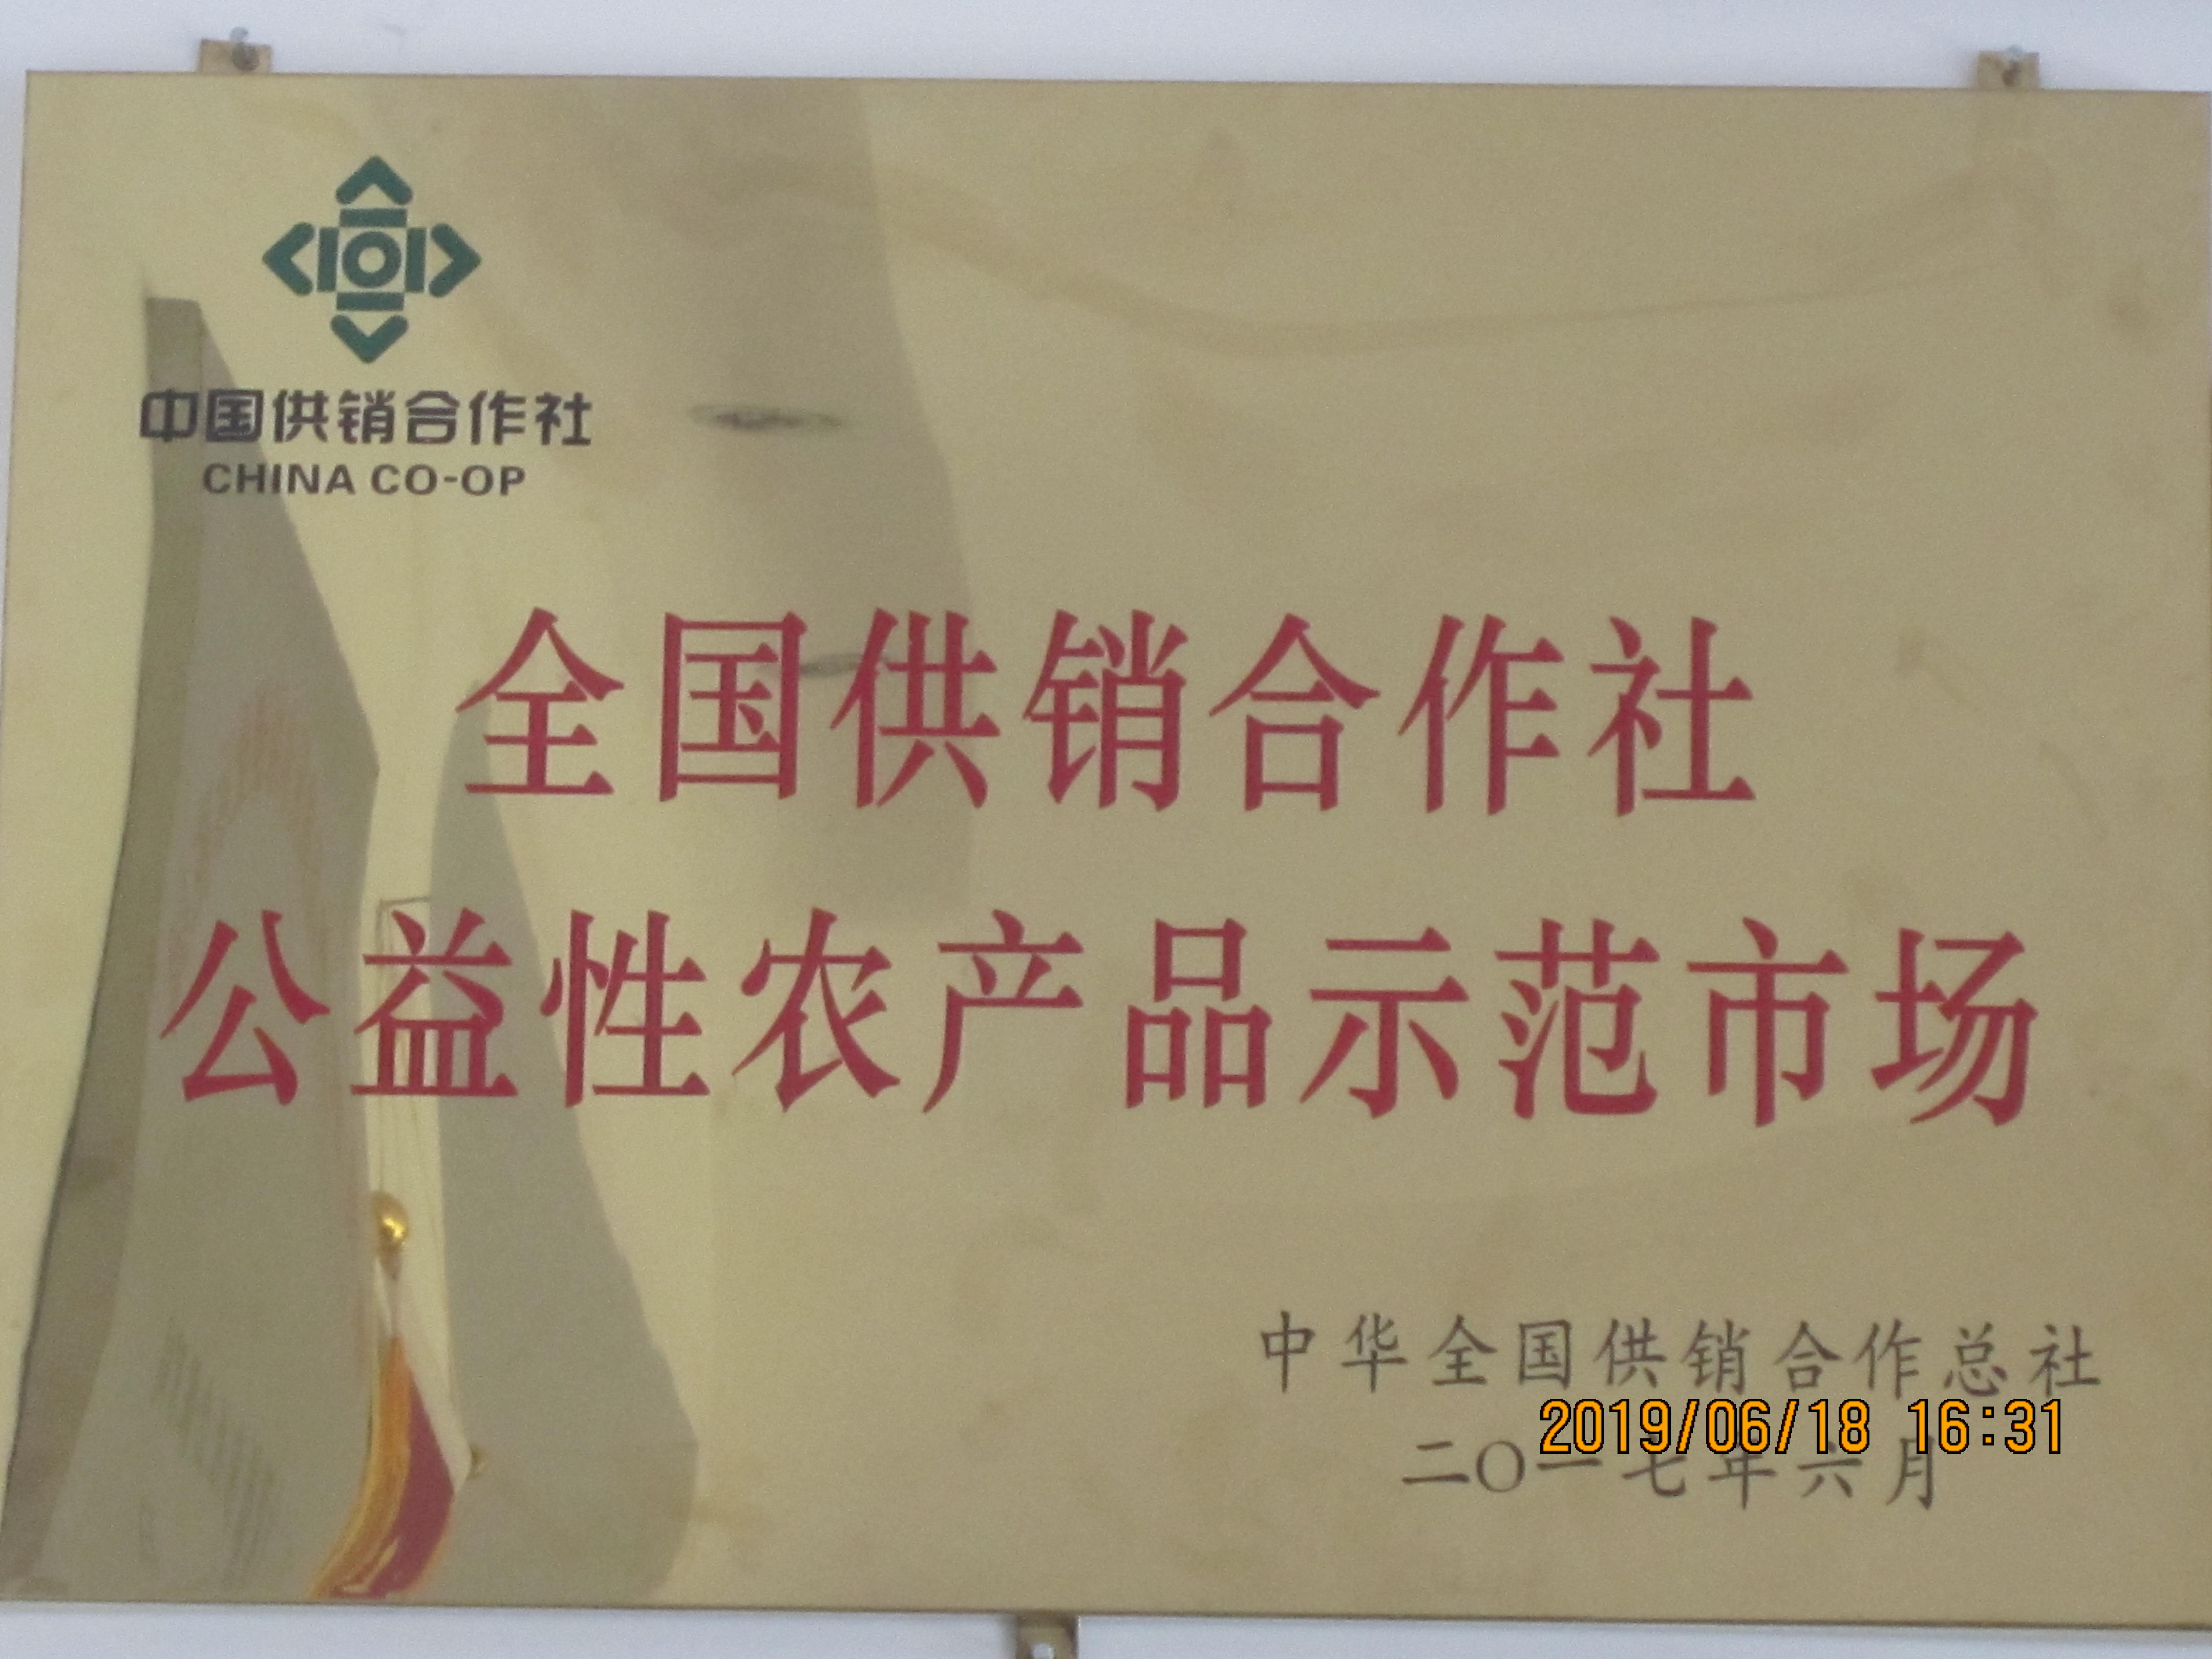 中国供销合作社
CHINA CO-OP
全国供销合作社
公益性农产品示范市场
中华全国供销合作总社
2019/06/18 16:31
二〇一七年六月